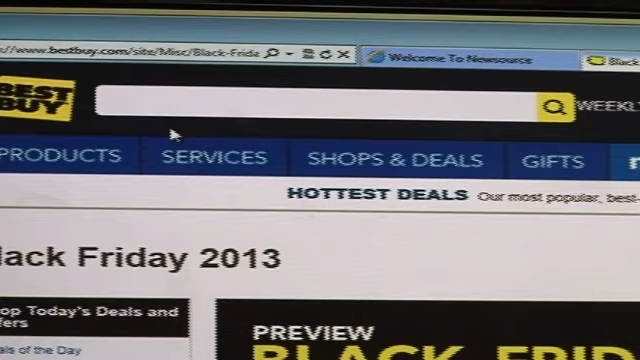 ://www.bestbuy.com/site/Misc/Black-Frida
Welcome To Newsource
Black
BEST
BUY
WEEKL
PRODUCTS
SERVICES
SHOPS & DEALS
GIFTS
HOTTEST DEALS Our most popular, best-
lack Friday 2013
op Today's Deals and
fers
als of the Day
PREVIEW
BLACK FRID